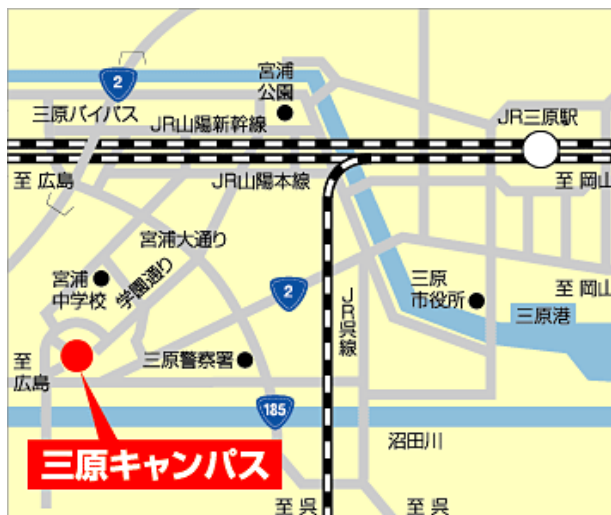 2
宮浦
公園
三原バイパス
JR山陽新幹線
JR三原駅
至 広島
JR山陽本線
至 岡山
宮浦大通り
宮浦
中学校
学園通り
2
JR呉線
三原
市役所
至 岡山
三原港
至
広島
三原警察署
185
沼田川
三原キャンパス
至 呉
至 呉